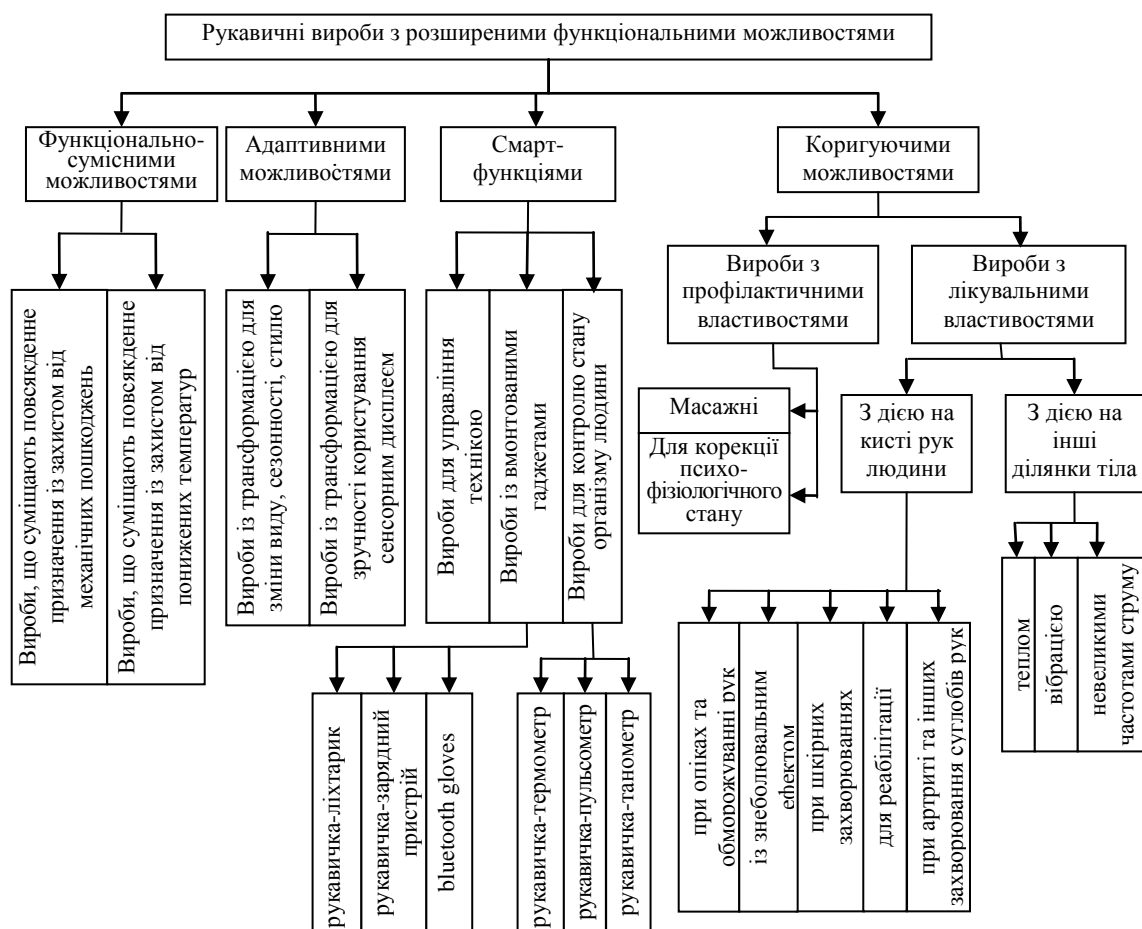 Рукавичні вироби з розширеними функціональними можливостями
Функціонально-
сумісними
можливостями
Адаптивними
можливостями
Смарт-
функціями
Коригуючими
можливостями
Вироби, що суміщають повсякденне
призначення із захистом від
механічних пошкоджень
Вироби, що суміщають повсякденне
призначення із захистом від
понижених температур
Вироби із трансформацією для
зміни виду, сезонності, стилю
Вироби із трансформацією для
зручності користування
сенсорним дисплеєм
Вироби для управління
технікою
Вироби із вмонтованими
гаджетами
Вироби для контролю стану
організму людини
Вироби з
профілактичними
властивостями
Вироби з
лікувальними
властивостями
Масажні
Для корекції
психо-
фізіологічного
стану
З дією на
кисті рук
людини
З дією на
інші
ділянки тіла
рукавичка-ліхтарик
рукавичка-зарядний
пристрій
bluetooth gloves
рукавичка-термометр
рукавичка-пульсометр
рукавичка-танометр
при опіках та
обморожуванні рук
із знеболювальним
ефектом
при шкірних
захворюваннях
для реабілітації
при артриті та інших
захворювання суглобів рук
теплом
вібрацією
невеликими
частотами струму